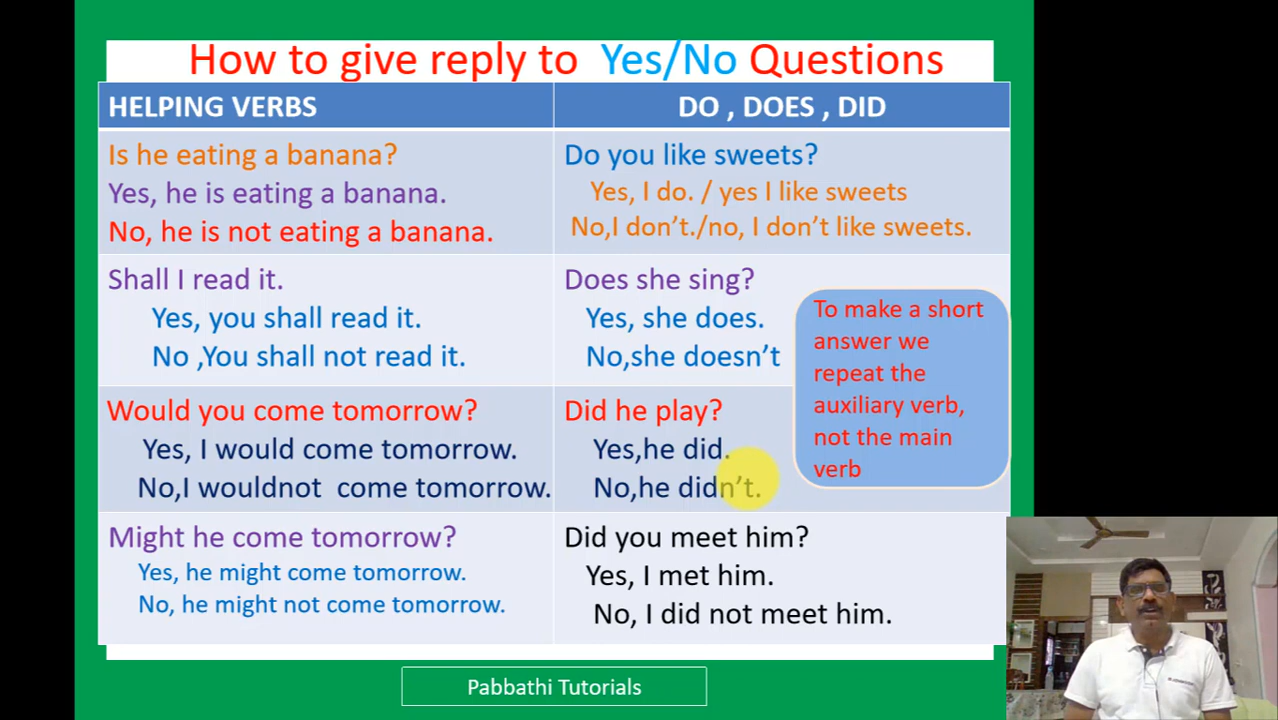 How to give reply to Yes/No Questions
HELPING VERBS
DO , DOES , DID
Is he eating a banana?
Yes, he is eating a banana.
No, he is not eating a banana.
Do you like sweets?
Yes, I do. / yes I like sweets
No,I don't./no, I don't like sweets.
Shall I read it.
Yes, you shall read it.
No ,You shall not read it.
Does she sing?
Yes, she does.
No,she doesn't
To make a short
answer we
repeat the
auxiliary verb,
not the main
verb
Would you come tomorrow?
Yes, I would come tomorrow.
No,I wouldnot come tomorrow.
Did he play?
Yes,he did.
No,he didn't.
Might he come tomorrow?
Yes, he might come tomorrow.
No, he might not come tomorrow.
Did you meet him?
Yes, I met him.
No, I did not meet him.
Pabbathi Tutorials